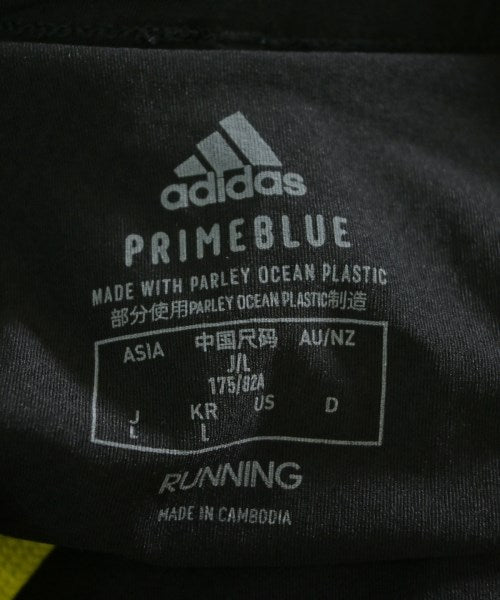 adidas
PRIMEBLUE
MADE WITH PARLEY OCEAN PLASTIC
部分使用PARLEY OCEAN PLASTIC制造
ASIA 中国尺码 AU/NZ
J/L
175/82A
J KR US D
L L
RUNNING
MADE IN CAMBODIA